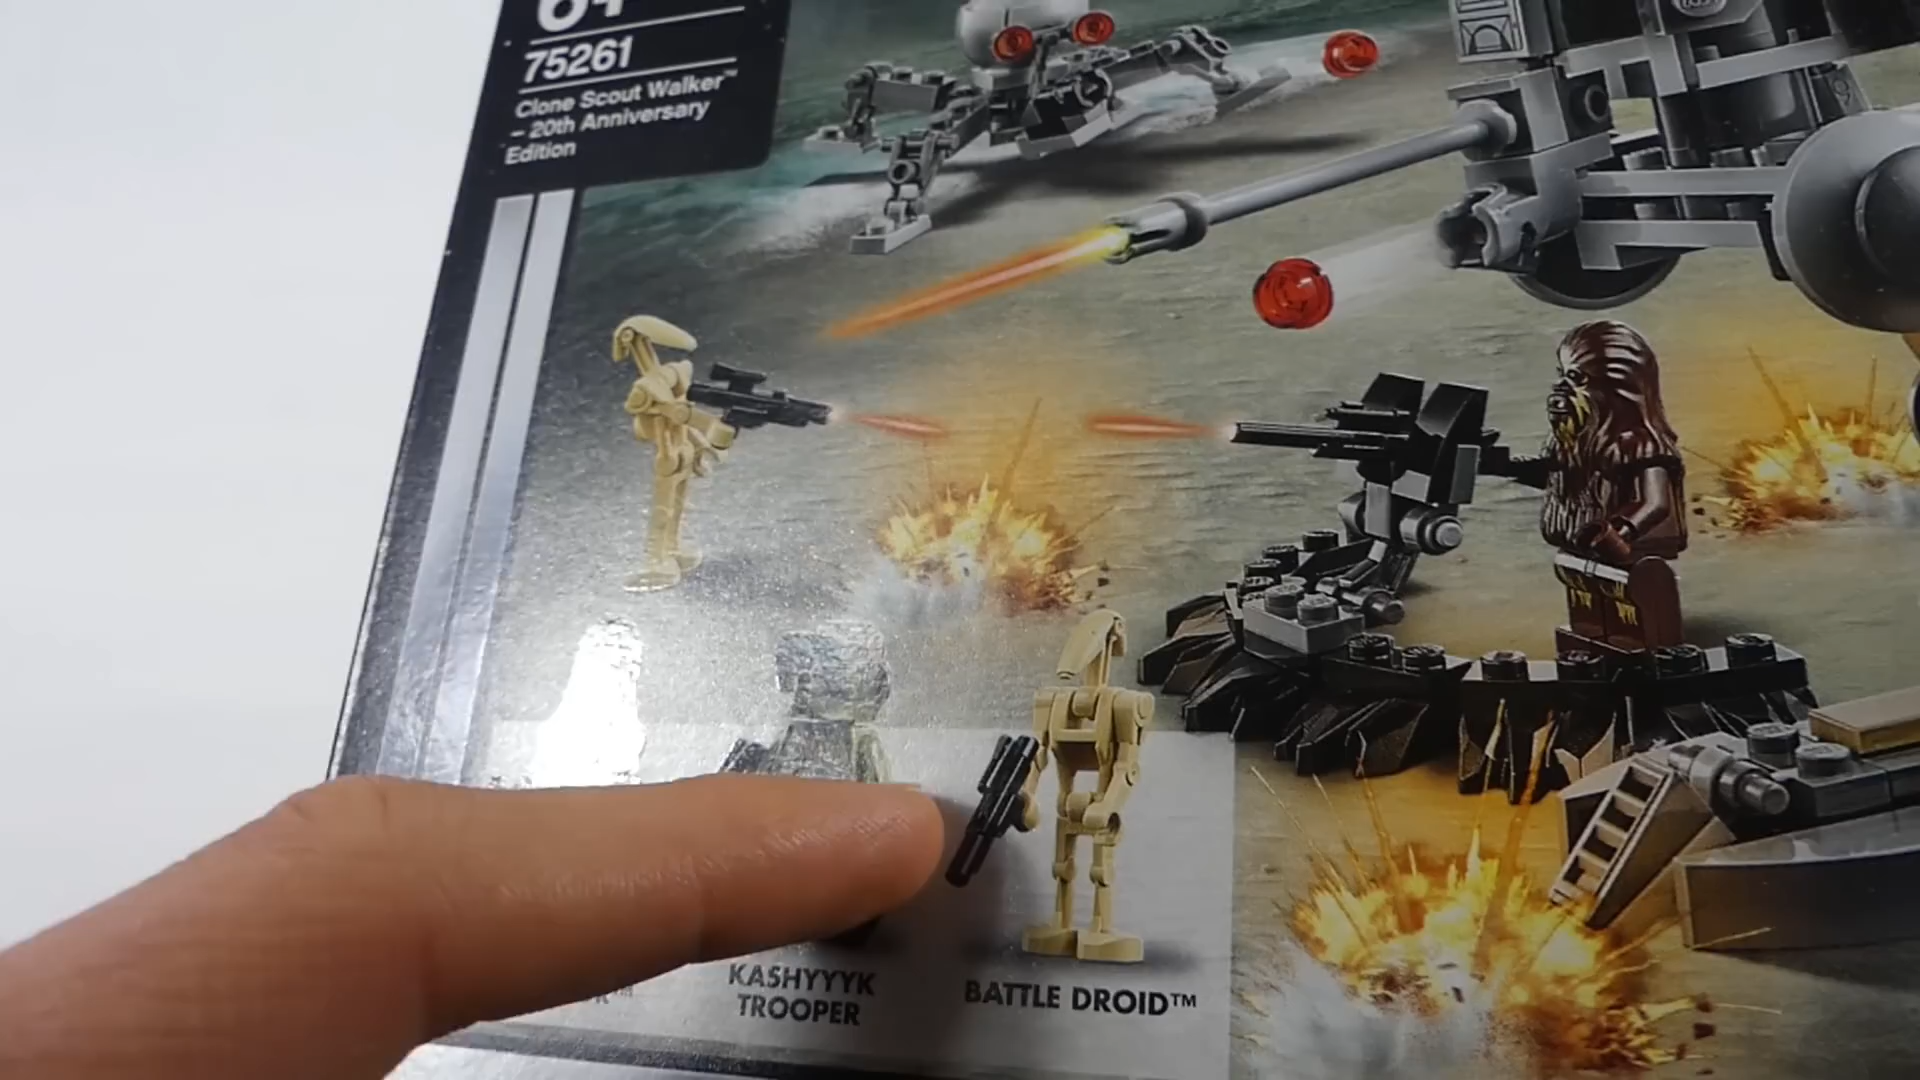 75261
Clone Scout Walker™
– 20th Anniversary
Edition
KASHYYYK
TROOPER
BATTLE DROID™